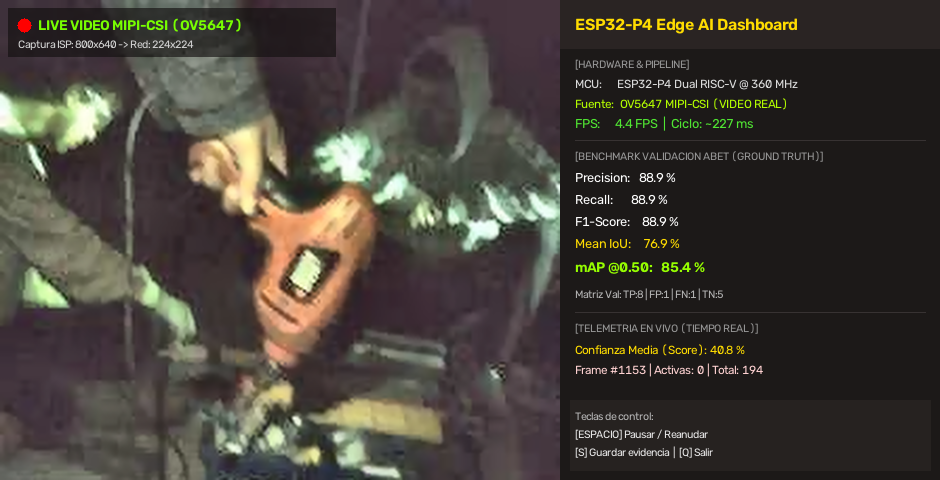 LIVE VIDEO MIPI-CSI (OV5647)
Captura ISP: 800x640 -> Red: 224x224
ESP32-P4 Edge AI Dashboard
[HARDWARE & PIPELINE]
MCU: ESP32-P4 Dual RISC-V @ 360 MHz
Fuente: OV5647 MIPI-CSI (VIDEO REAL)
FPS: 4.4 FPS | Ciclo: ~227 ms
[BENCHMARK VALIDACION ABET (GROUND TRUTH)]
Precision: 88.9 %
Recall: 88.9 %
F1-Score: 88.9 %
Mean IoU: 76.9 %
mAP @0.50: 85.4 %
Matriz Val: TP:8 | FP:1 | FN:1 | TN:5
[TELEMETRIA EN VIVO (TIEMPO REAL)]
Confianza Media (Score): 40.8 %
Frame #1153 | Activas: 0 | Total: 194
Teclas de control:
[ESPACIO] Pausar / Reanudar
[S] Guardar evidencia | [Q] Salir